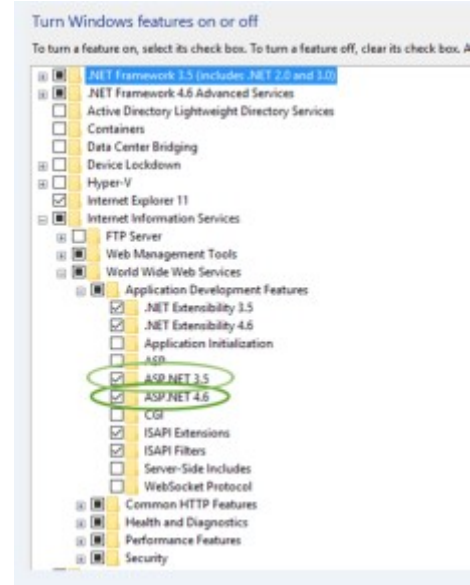 Turn Windows features on or off
To turn a feature on, select its check box. To turn a feature off, clear its check box. A
.NET Framework 3.5 (includes .NET 2.0 and 3.0)
.NET Framework 4.6 Advanced Services
Active Directory Lightweight Directory Services
Containers
Data Center Bridging
Device Lockdown
Hyper-V
Internet Explorer 11
Internet Information Services
FTP Server
Web Management Tools
World Wide Web Services
Application Development Features
.NET Extensibility 3.5
.NET Extensibility 4.6
Application Initialization
ASP
ASP.NET 3.5
ASP.NET 4.6
CGI
ISAPI Extensions
ISAPI Filters
Server-Side Includes
WebSocket Protocol
Common HTTP Features
Health and Diagnostics
Performance Features
Security